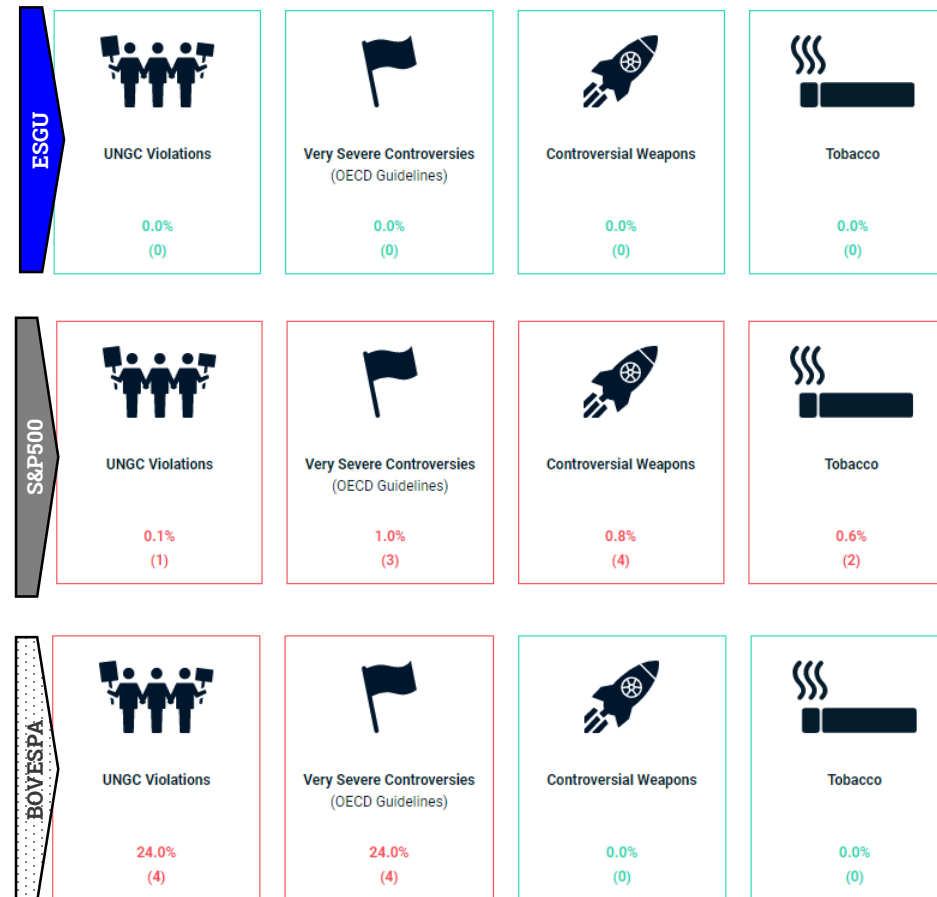 ESGU
UNGC Violations
Very Severe Controversies
(OECD Guidelines)
Controversial Weapons
Tobacco
0.0%
(0)
0.0%
(0)
0.0%
(0)
0.0%
(0)
S&P500
UNGC Violations
Very Severe Controversies
(OECD Guidelines)
Controversial Weapons
Tobacco
0.1%
(1)
1.0%
(3)
0.8%
(4)
0.6%
(2)
BOVESPA
UNGC Violations
Very Severe Controversies
(OECD Guidelines)
Controversial Weapons
Tobacco
24.0%
(4)
24.0%
(4)
0.0%
(0)
0.0%
(0)